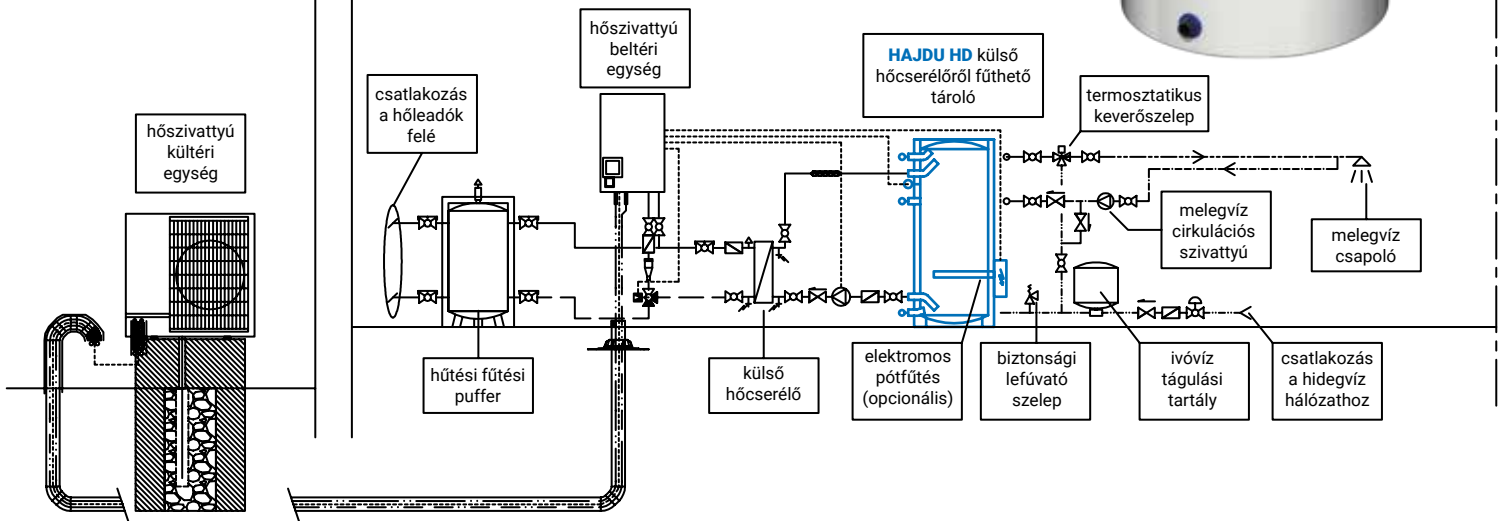 hőszivattyú
kültéri
egység
csatlakozás
a hőleadók
felé
hőszivattyú
beltéri
egység
HAJDU HD külső
hőcserélőről fűthető
tároló
termosztatikus
keverőszelep
melegvíz
cirkulációs
szivattyú
melegvíz
csapoló
hűtési fűtési
puffer
külső
hőcserélő
elektromos
pótfűtés
(opcionális)
biztonsági
lefúvató
szelep
ivóvíz
tágulási
tartály
csatlakozás
a hidegvíz
hálózathoz